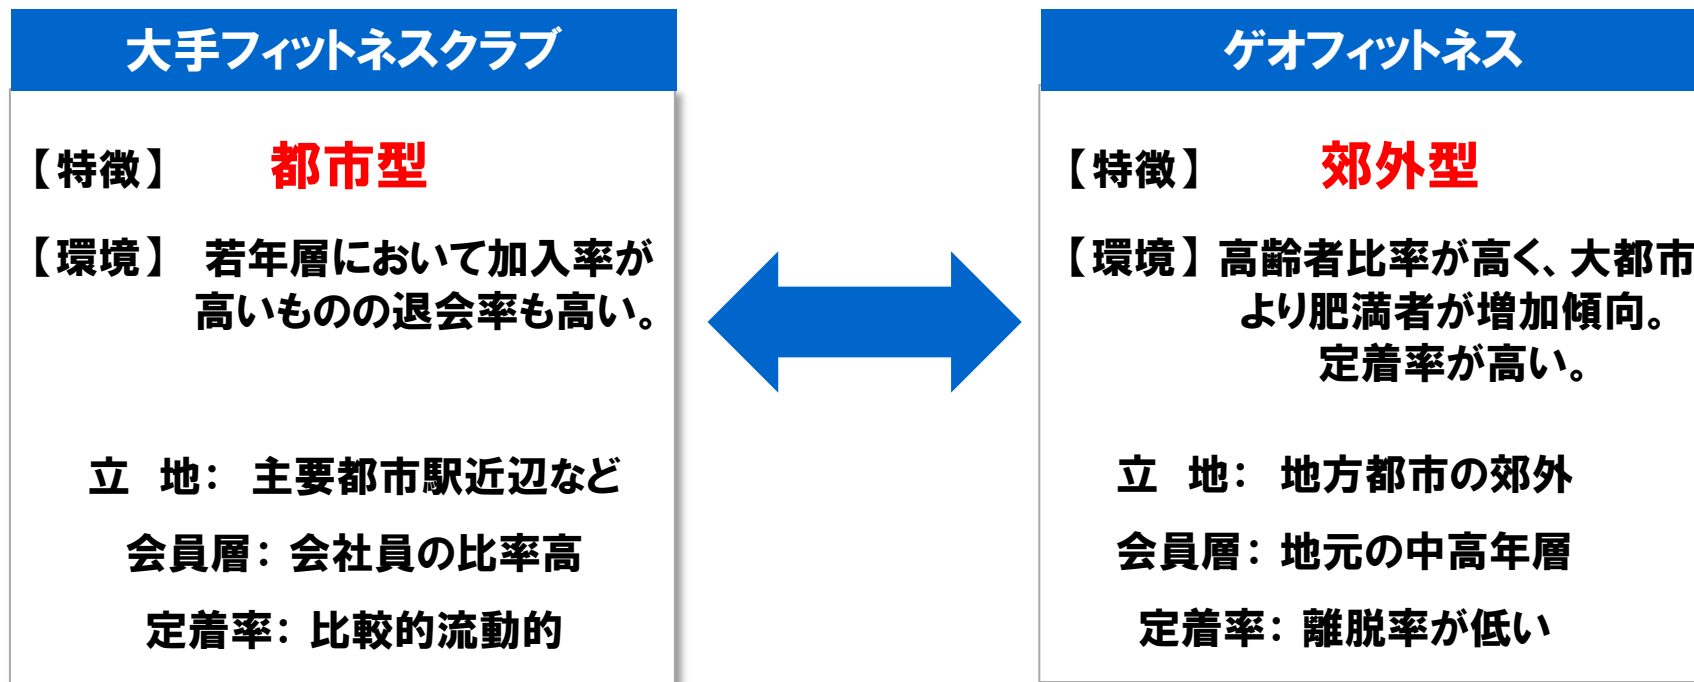 大手フィットネスクラブ
【特徴】 都市型
【環境】 若年層において加入率が
高いものの退会率も高い。
立 地： 主要都市駅近辺など
会員層： 会社員の比率高
定着率： 比較的流動的
ゲオフィットネス
【特徴】 郊外型
【環境】 高齢者比率が高く、大都市
より肥満者が増加傾向。
定着率が高い。
立 地： 地方都市の郊外
会員層： 地元の中高年層
定着率： 離脱率が低い